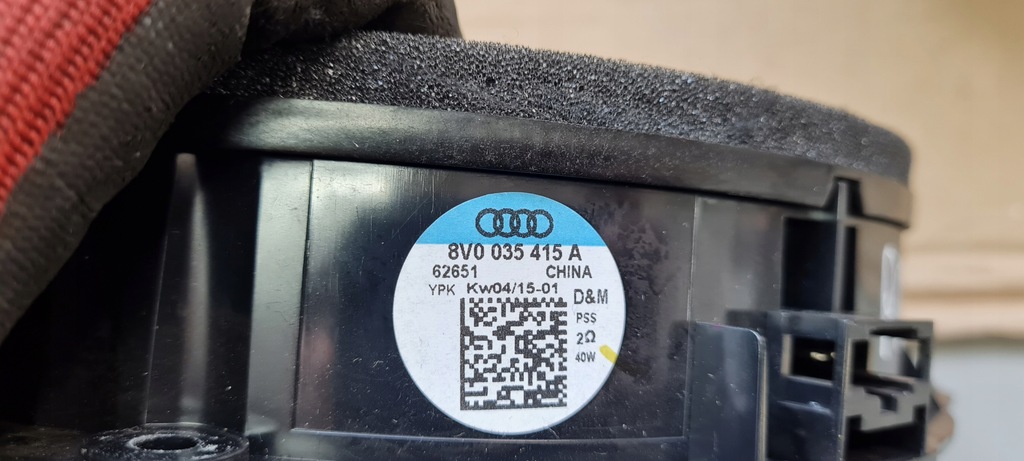 8V0 035 415 A
62651 CHINA
YPK Kw04/15-01
D&M
PSS
2Ω
40W